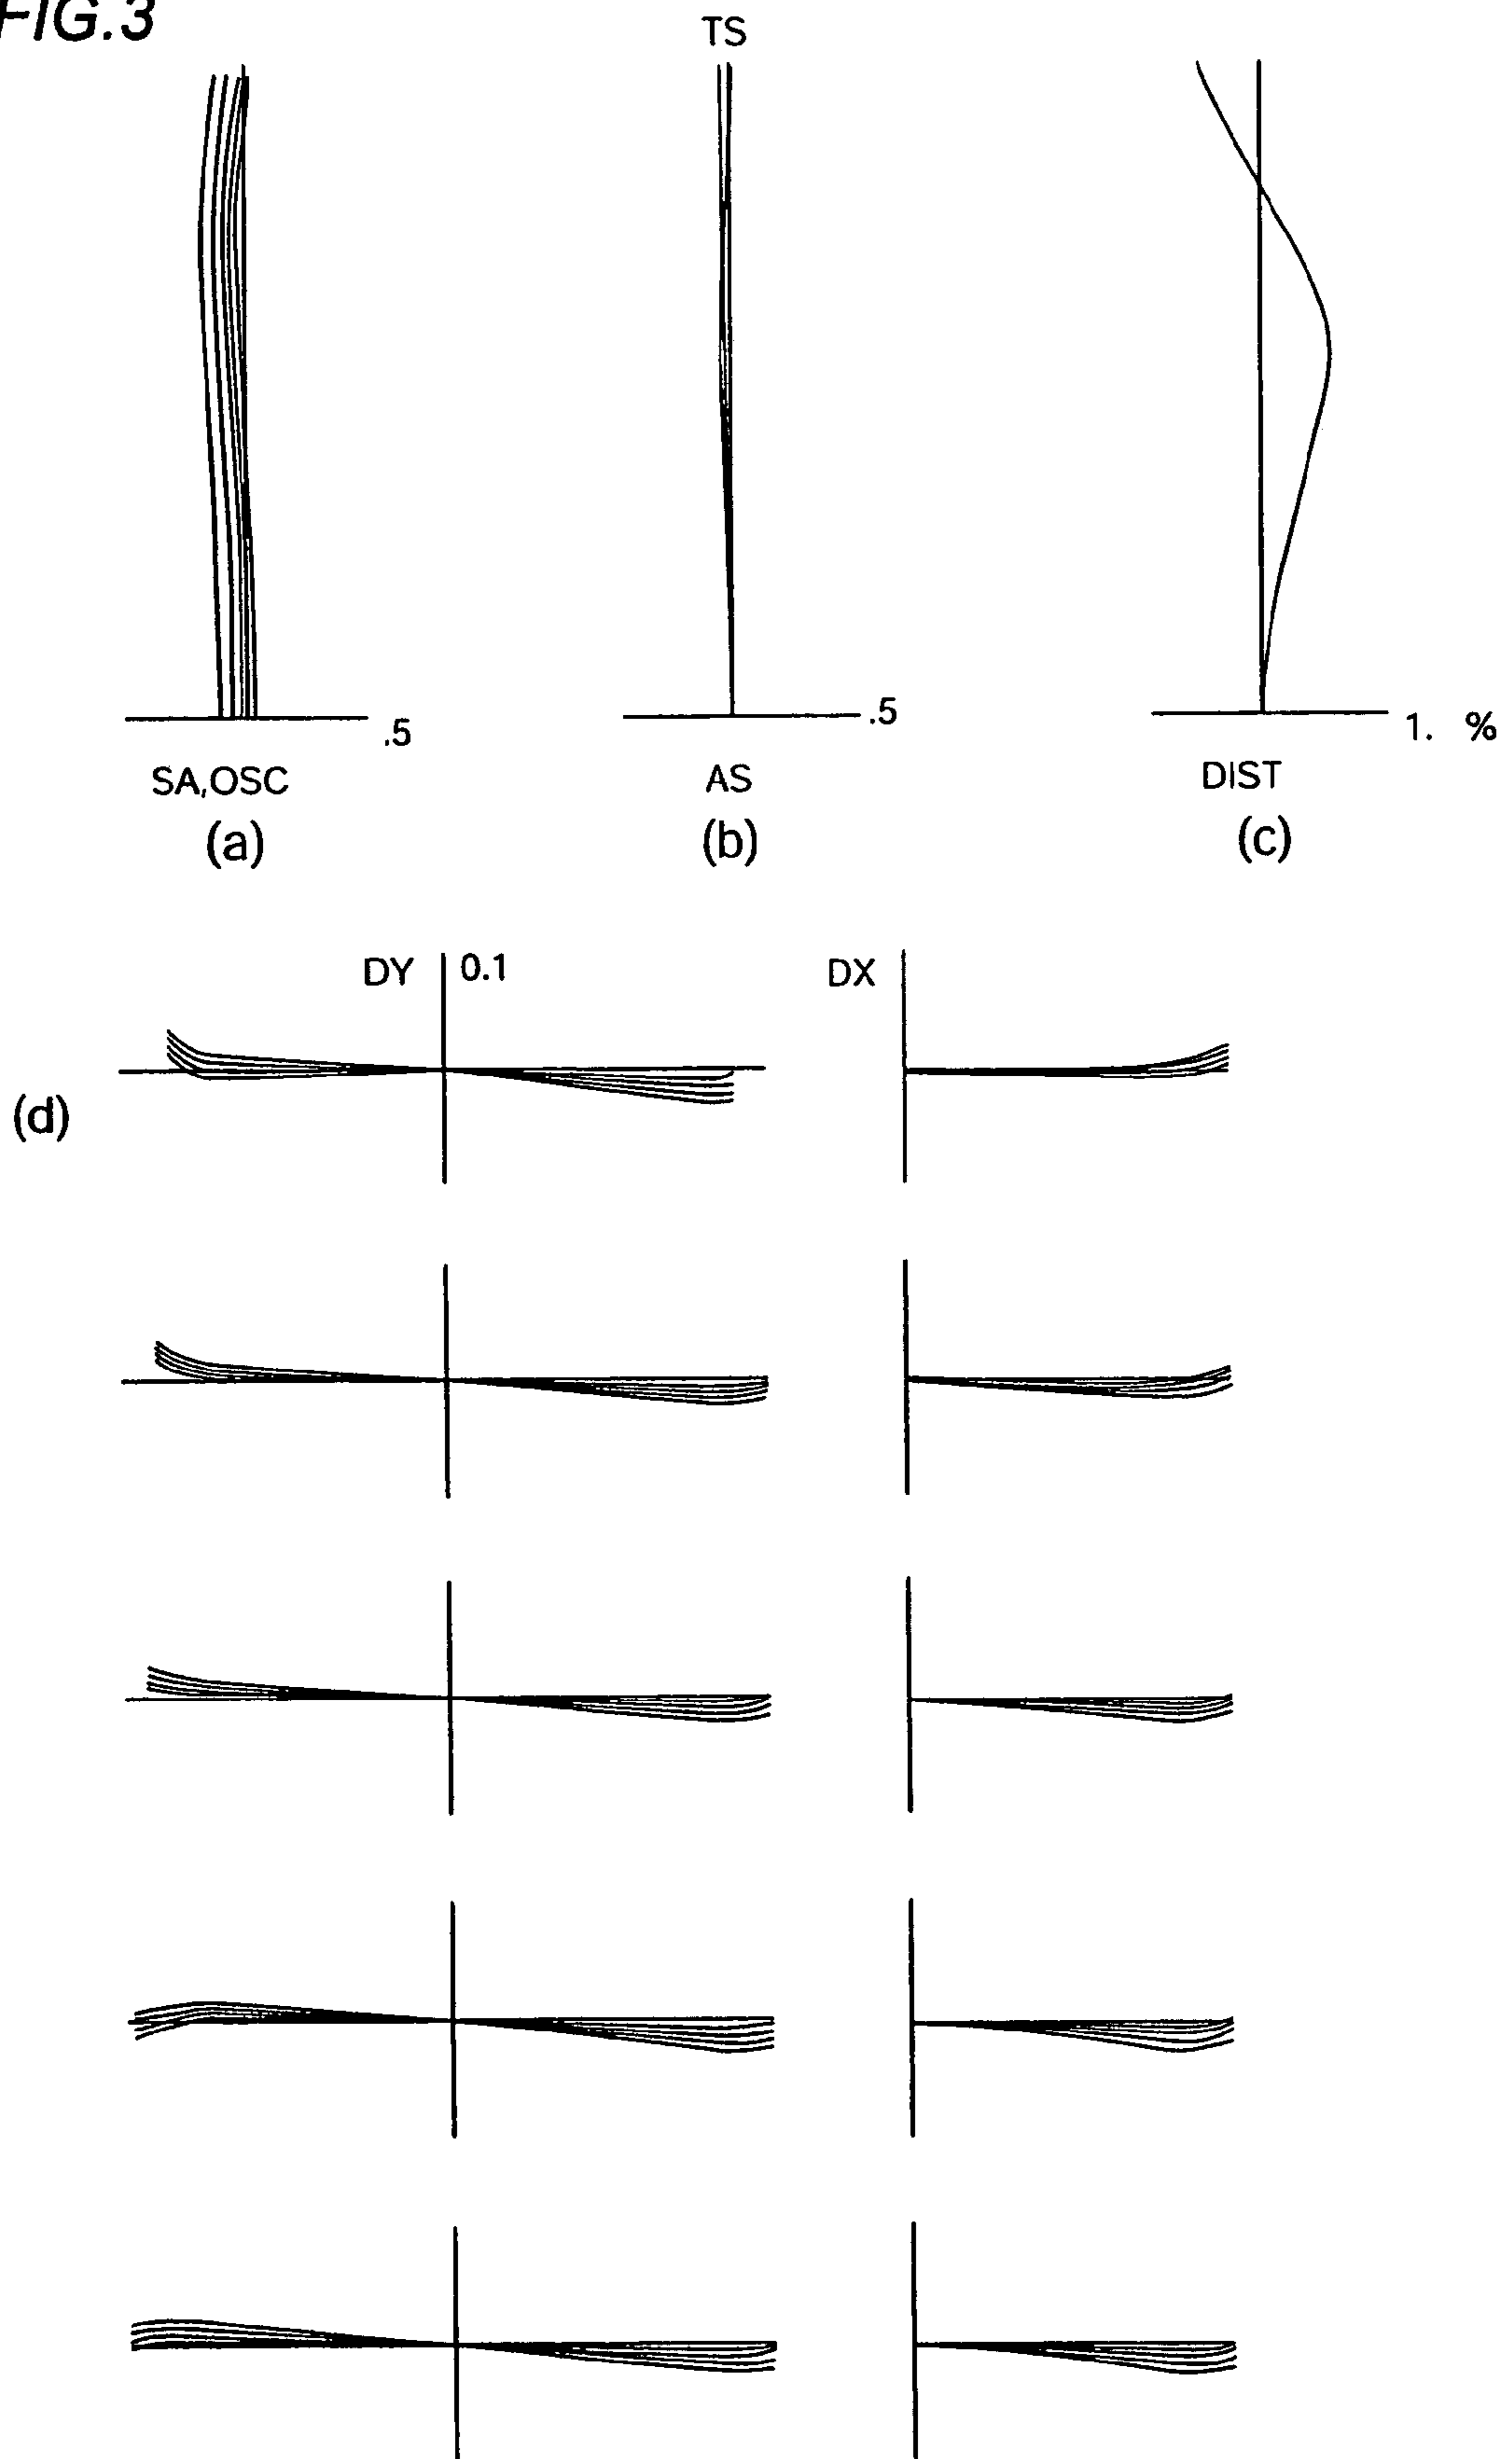 FIG.3
TS
.5
.5
1. %
SA,OSC
AS
DIST
(a)
(b)
(c)
DY
0.1
DX
(d)